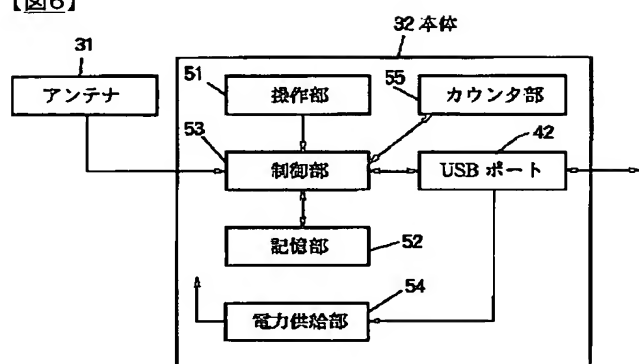 【図6】
32 本体
31
アンテナ
51
操作部
55
カウンタ部
53
制御部
42
USB ポート
記憶部
52
54
電力供給部